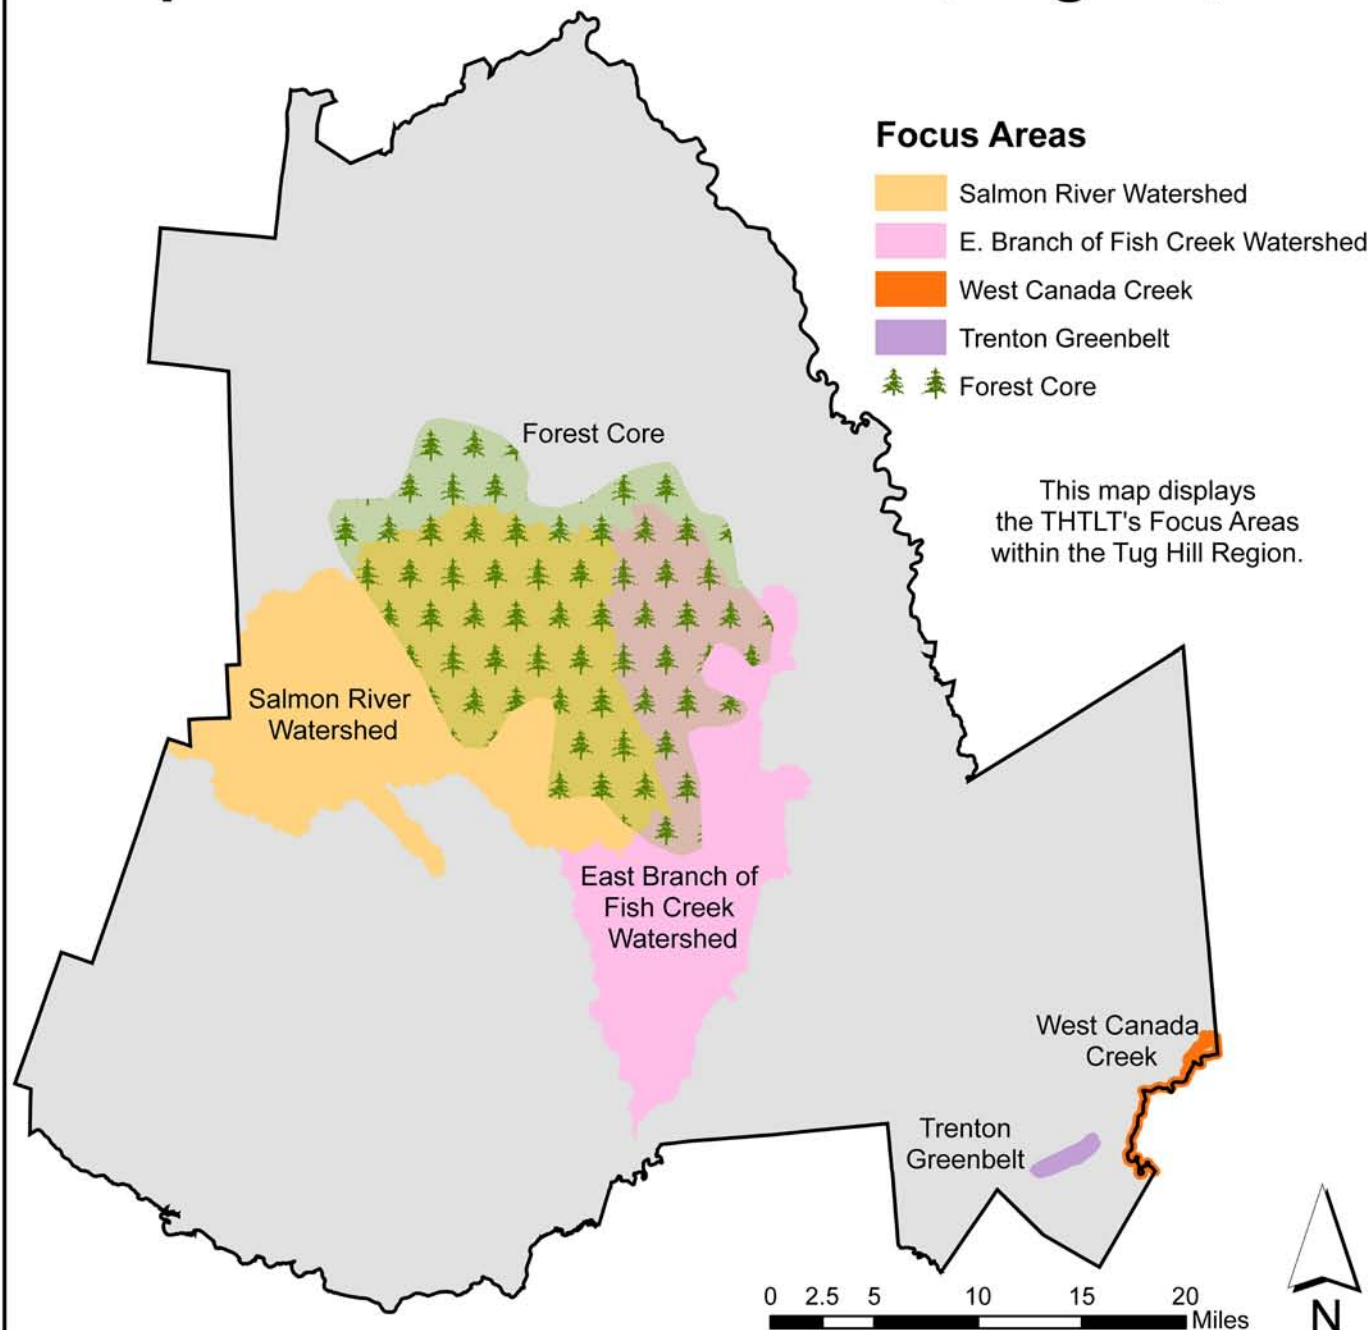 Focus Areas
Salmon River Watershed
E. Branch of Fish Creek Watershed
West Canada Creek
Trenton Greenbelt
Forest Core
Forest Core
This map displays
the THTLT's Focus Areas
within the Tug Hill Region.
Salmon River
Watershed
East Branch of
Fish Creek
Watershed
West Canada
Creek
Trenton
Greenbelt
0 2.5 5 10 15 20
Miles
N